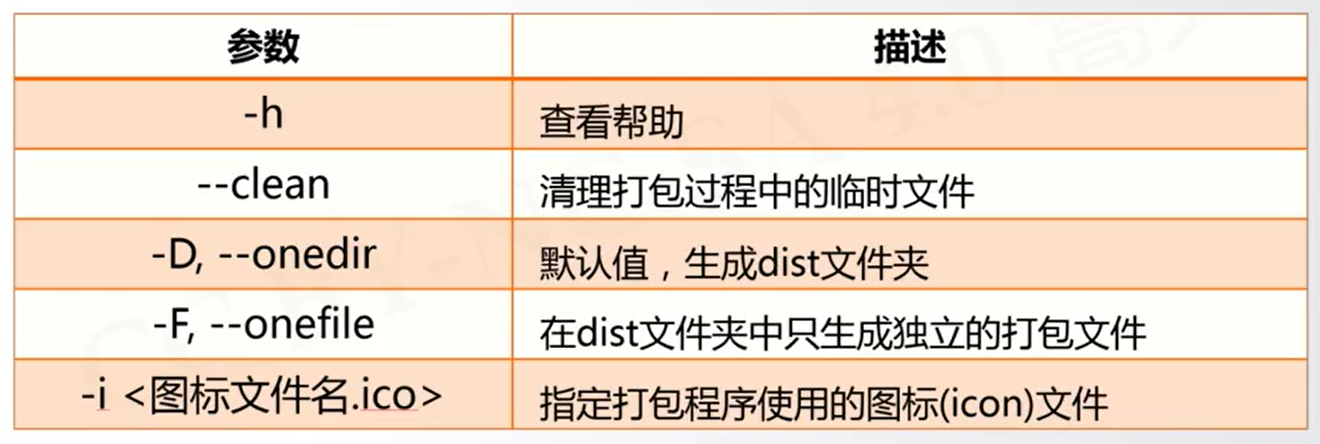 参数 描述
-h 查看帮助
--clean 清理打包过程中的临时文件
-D, --onedir 默认值，生成dist文件夹
-F, --onefile 在dist文件夹中只生成独立的打包文件
-i <图标文件名.ico> 指定打包程序使用的图标(icon)文件